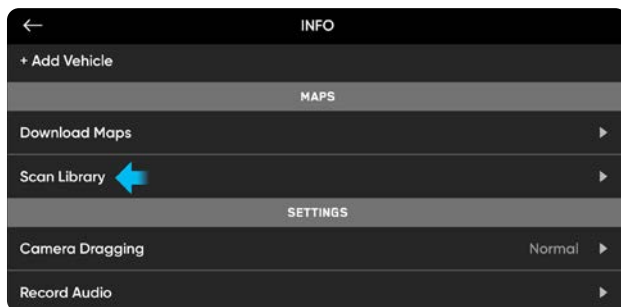 INFO
+ Add Vehicle
MAPS
Download Maps
Scan Library
SETTINGS
Camera Dragging Normal
Record Audio